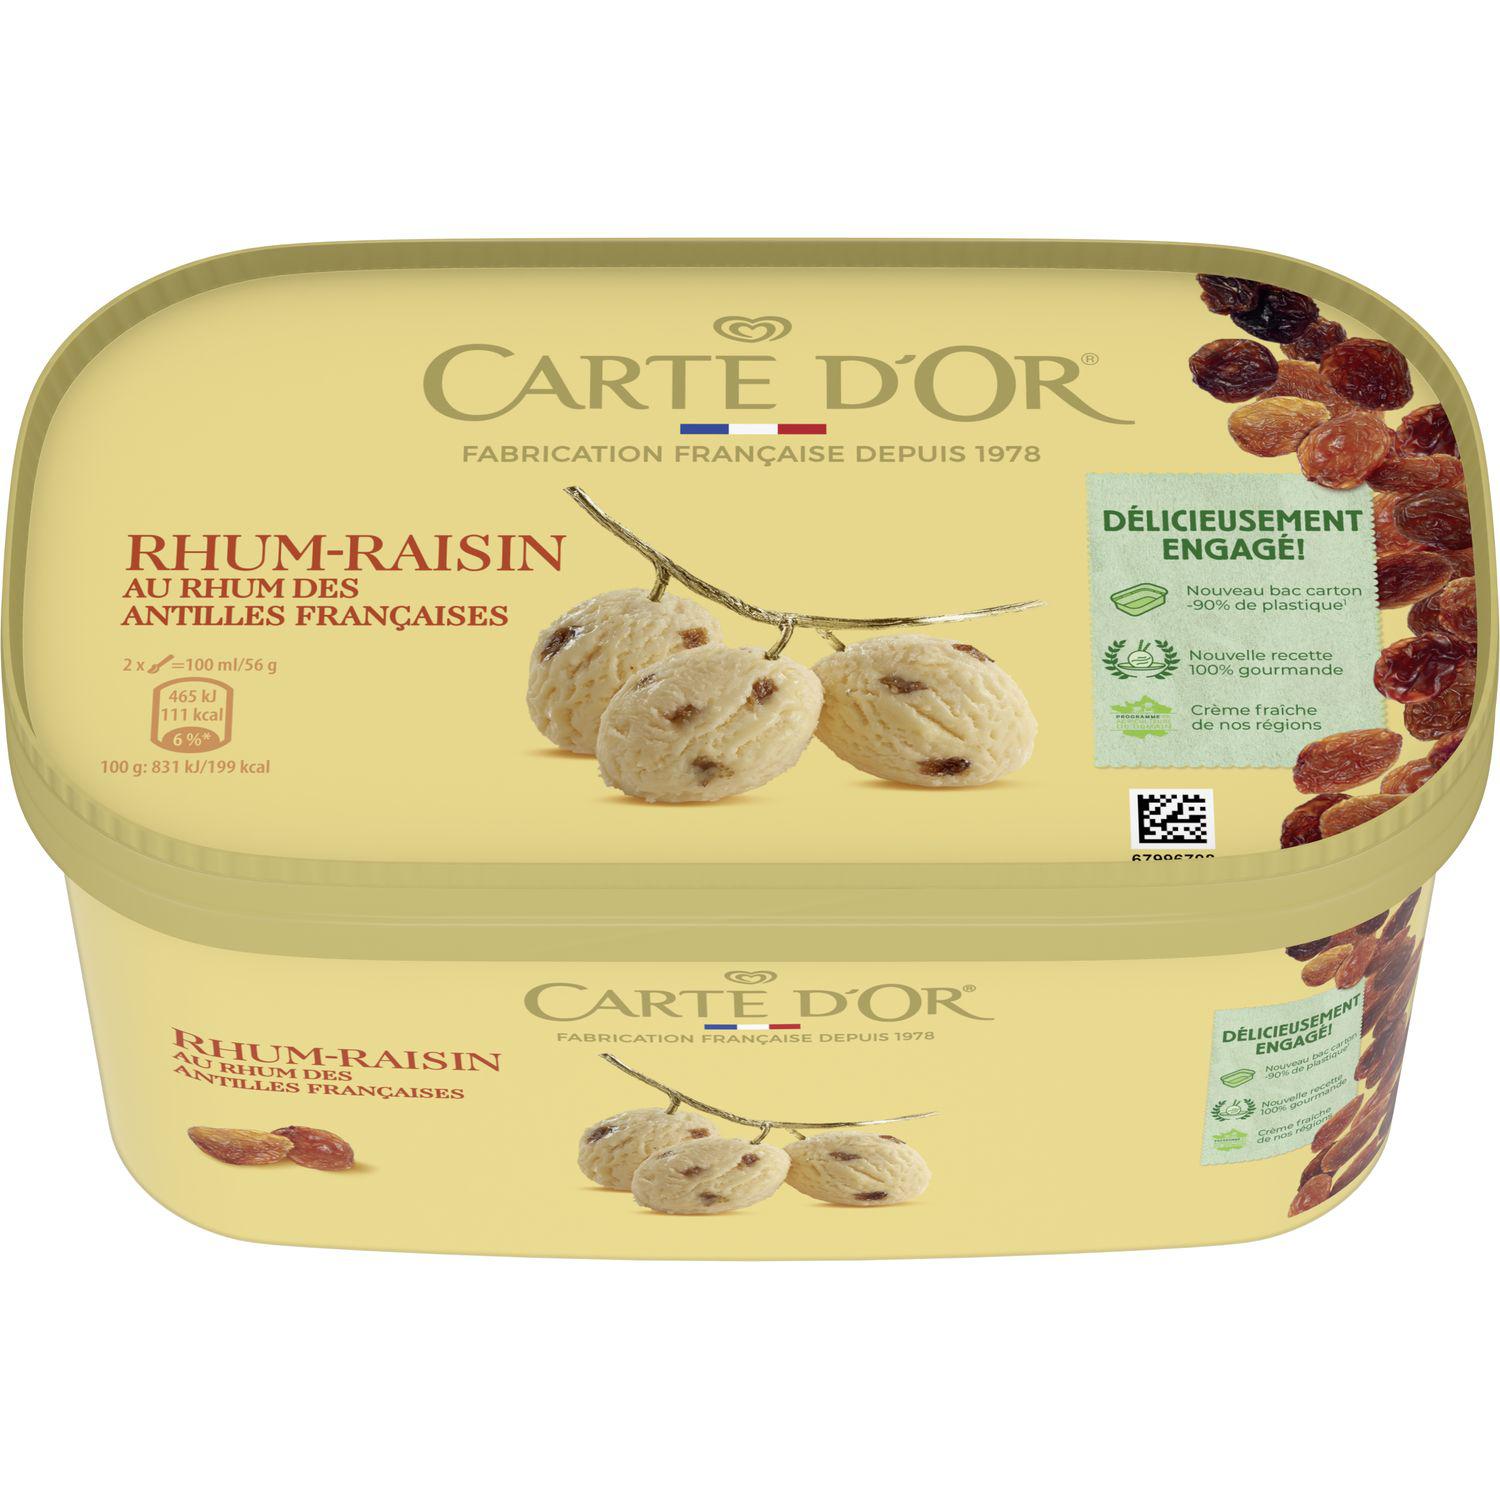 CARTE D'OR®
FABRICATION FRANÇAISE DEPUIS 1978
RHUM-RAISIN
AU RHUM DES
ANTILLES FRANÇAISES
2 x =100 ml/56 g
465 kJ
111 kcal
6 %*
100 g: 831 kJ/199 kcal
DÉLICIEUSEMENT
ENGAGÉ!
Nouveau bac carton
-90% de plastique¹
Nouvelle recette
100% gourmande
PROGRAMME
Crème fraîche
de nos régions
CARTE D'OR®
FABRICATION FRANÇAISE DEPUIS 1978
RHUM-RAISIN
AU RHUM DES
ANTILLES FRANÇAISES
DÉLICIEUSEMENT
ENGAGÉ!
Nouveau bac carton
-90% de plastique¹
Nouvelle recette
100% gourmande
Crème fraîche
de nos régions